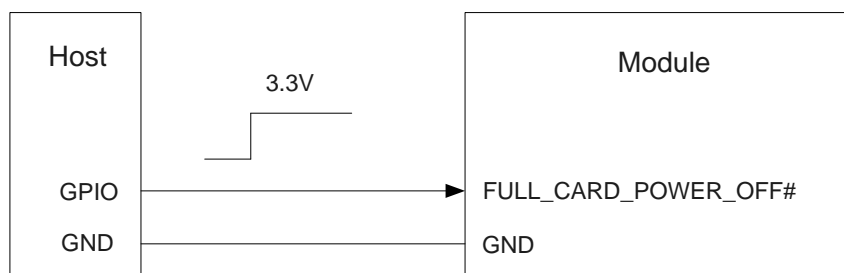 Host
Module
3.3V
GPIO
FULL_CARD_POWER_OFF#
GND
GND